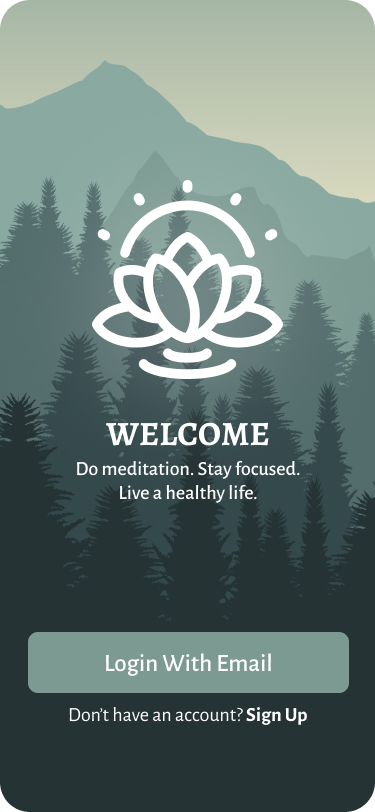 WELCOME
Do meditation. Stay focused.
Live a healthy life.
Login With Email
Don’t have an account? Sign Up